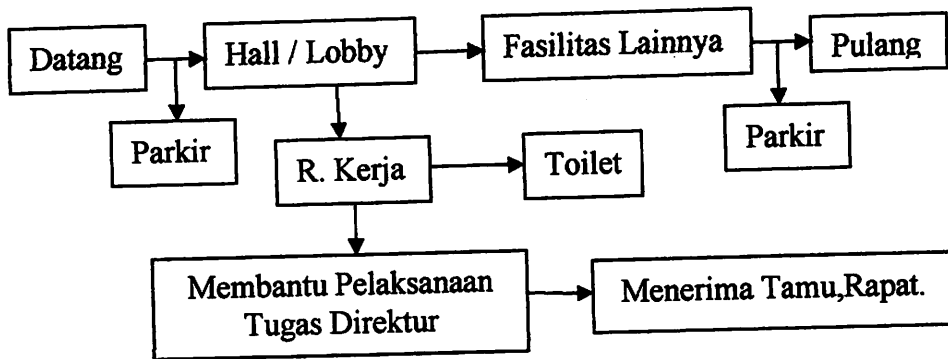 Datang
Hall / Lobby
Fasilitas Lainnya
Pulang
Parkir
Parkir
R. Kerja
Toilet
Membantu Pelaksanaan
Tugas Direktur
Menerima Tamu,Rapat.